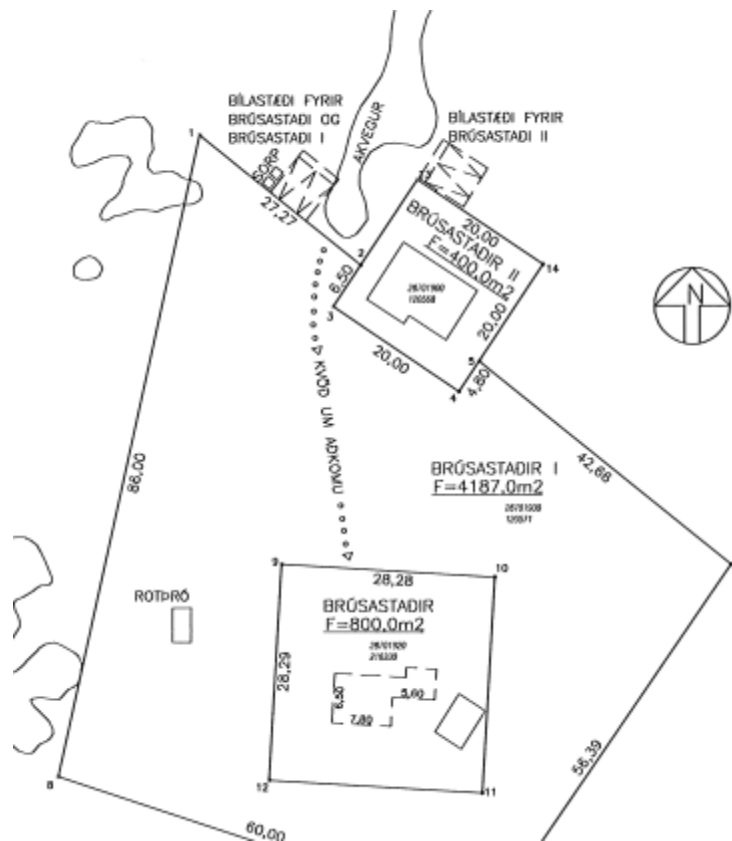 BÍLASTÆÐI FYRIR
BRÚSASTAÐI OG
BRÚSASTAÐI I
BÍLASTÆÐI FYRIR
BRÚSASTAÐI II
AKVEGUR
1
SORP
27,27
13
20,00
BRÚSASTAÐIR II
F=400,0m2
14
2
6,50
3
20,00
20,00
5
4,80
4
N
KVÖÐ UM AÐKOMU
86,00
42,68
BRÚSASTAÐIR I
F=4187,0m2
9
28,28
10
ROTÞRÓ
BRÚSASTAÐIR
F=800,0m2
28,29
6,50
5,60
7,80
56,39
8
12
11
60,00